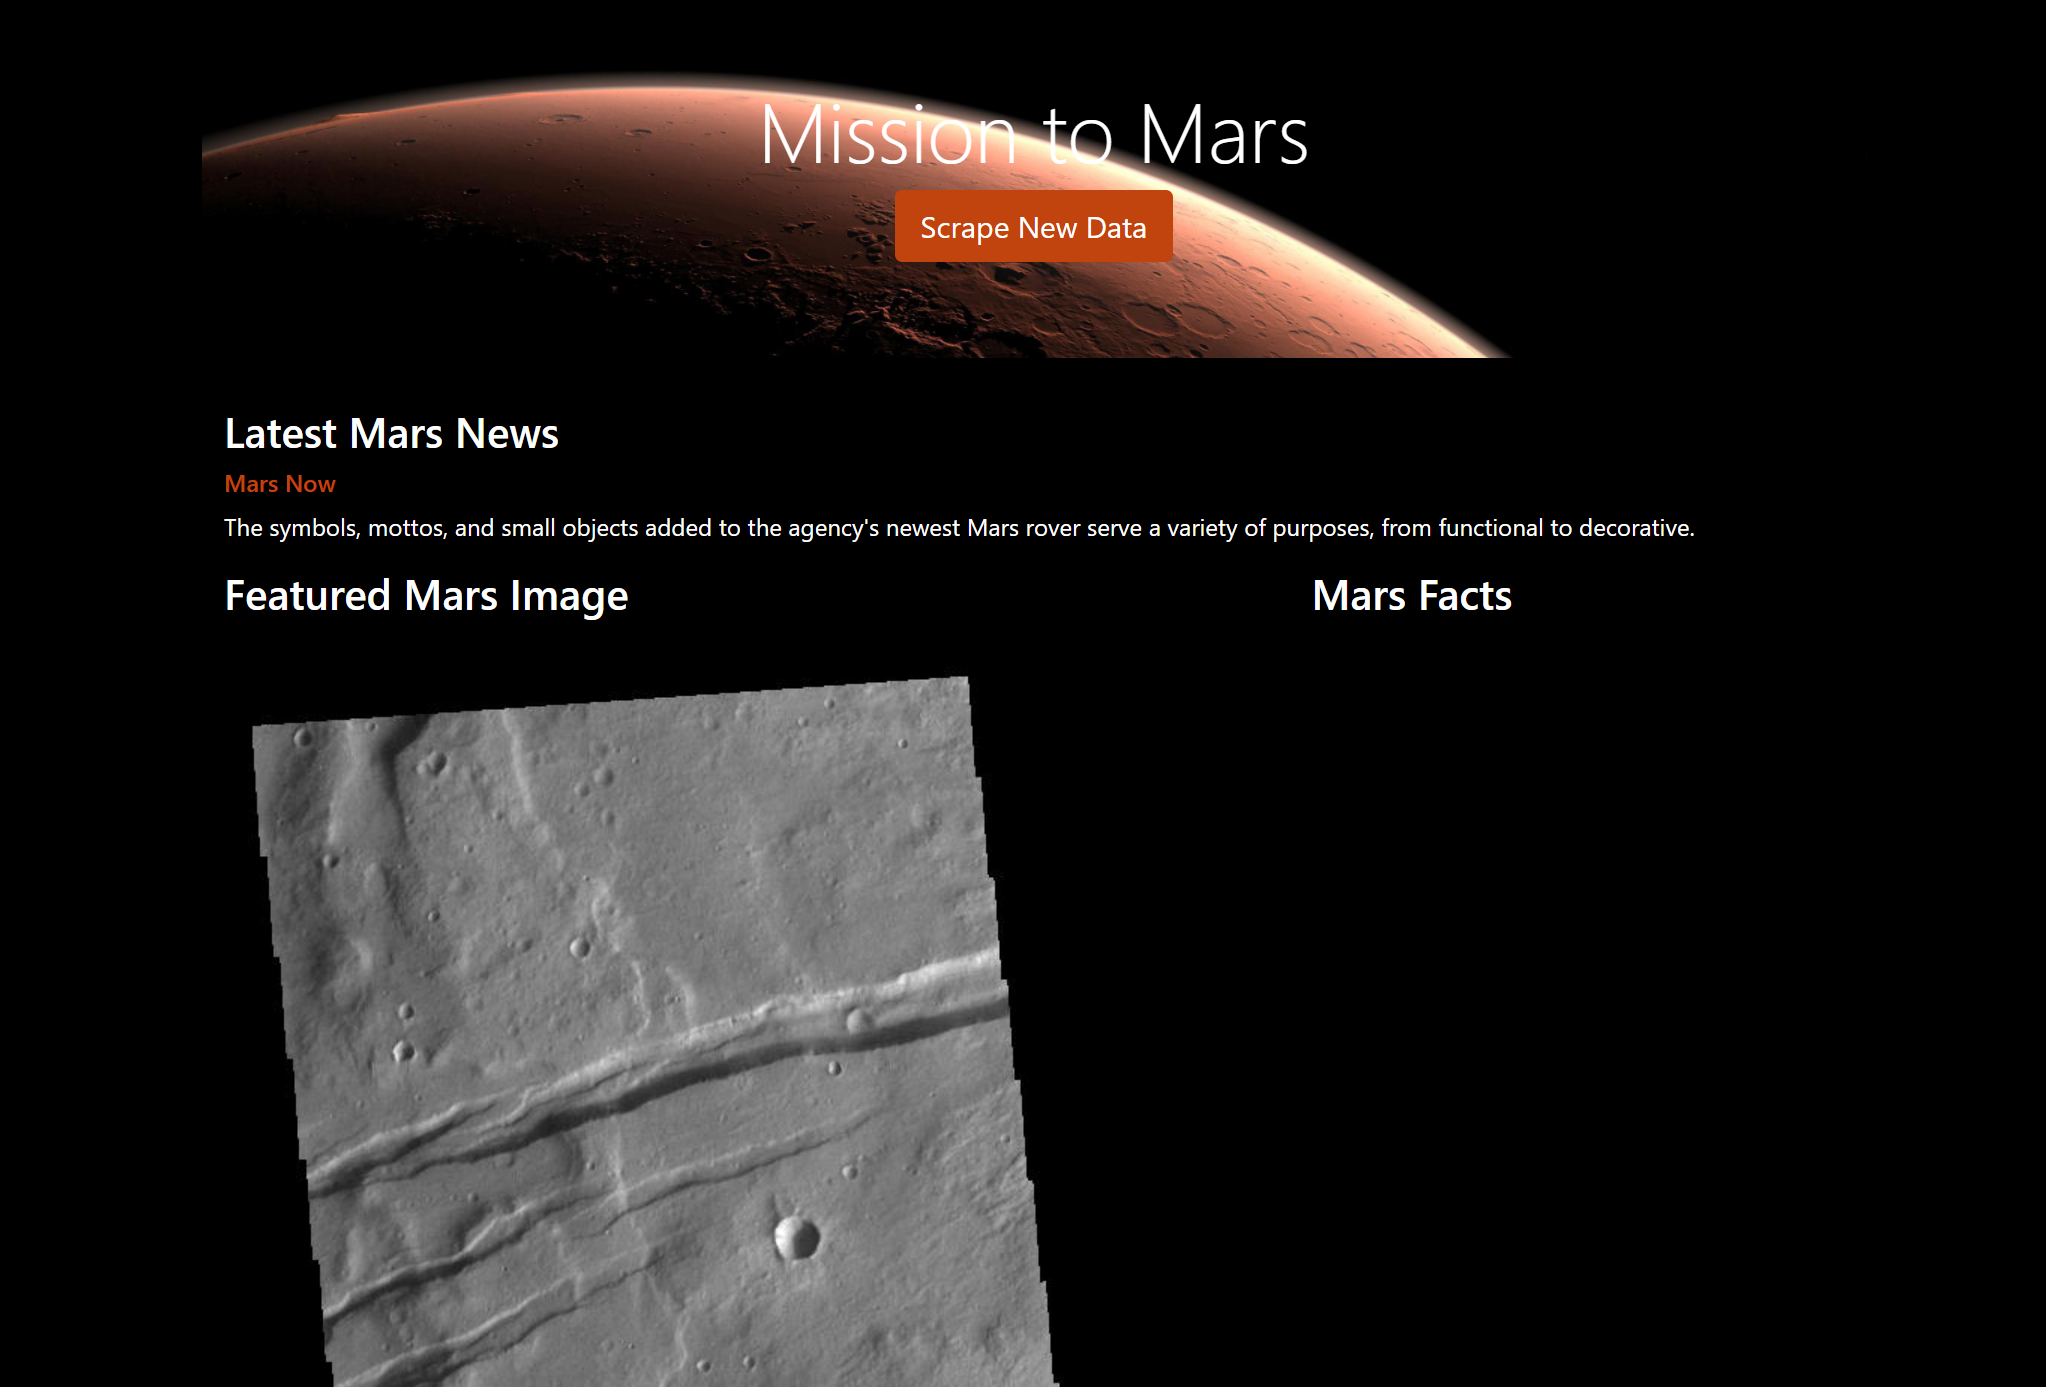 Mission to Mars
Scrape New Data
Latest Mars News
Mars Now
The symbols, mottos, and small objects added to the agency's newest Mars rover serve a variety of purposes, from functional to decorative.
Featured Mars Image
Mars Facts